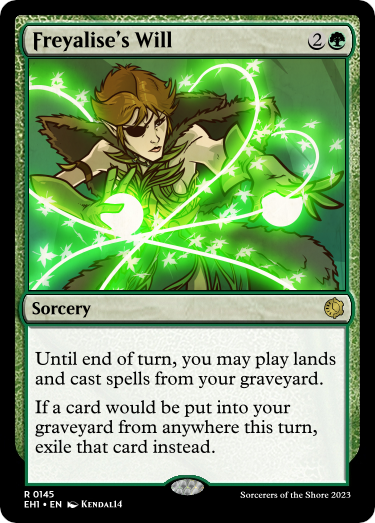 Freyalise's Will 2
Sorcery
Until end of turn, you may play lands
and cast spells from your graveyard.
If a card would be put into your
graveyard from anywhere this turn,
exile that card instead.
R 0145
EH1 • EN Kendal14
Sorcerers of the Shore 2023